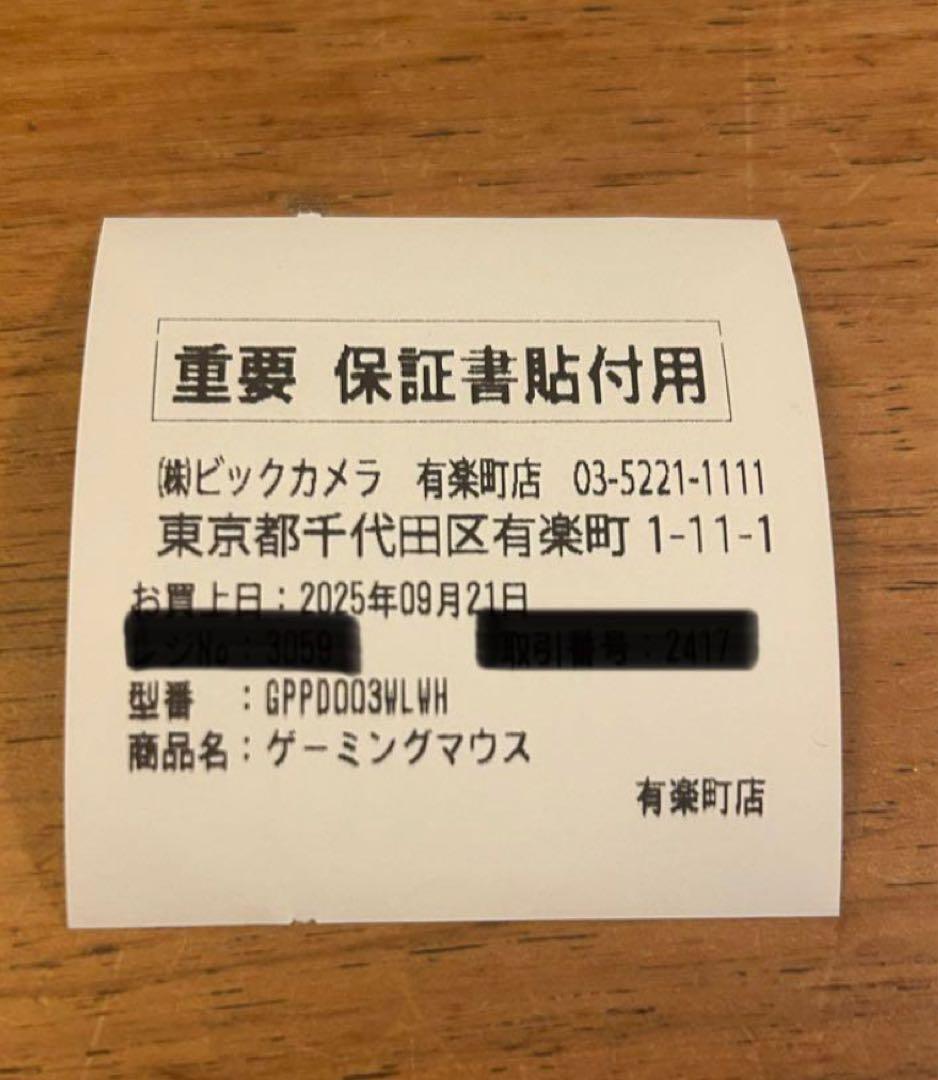 重要 保証書貼付用
㈱ビックカメラ 有楽町店 03-5221-1111
東京都千代田区有楽町 1-11-1
お買上日：2025年09月21日
型番 ：GPPD003WLWH
商品名：ゲーミングマウス
有楽町店